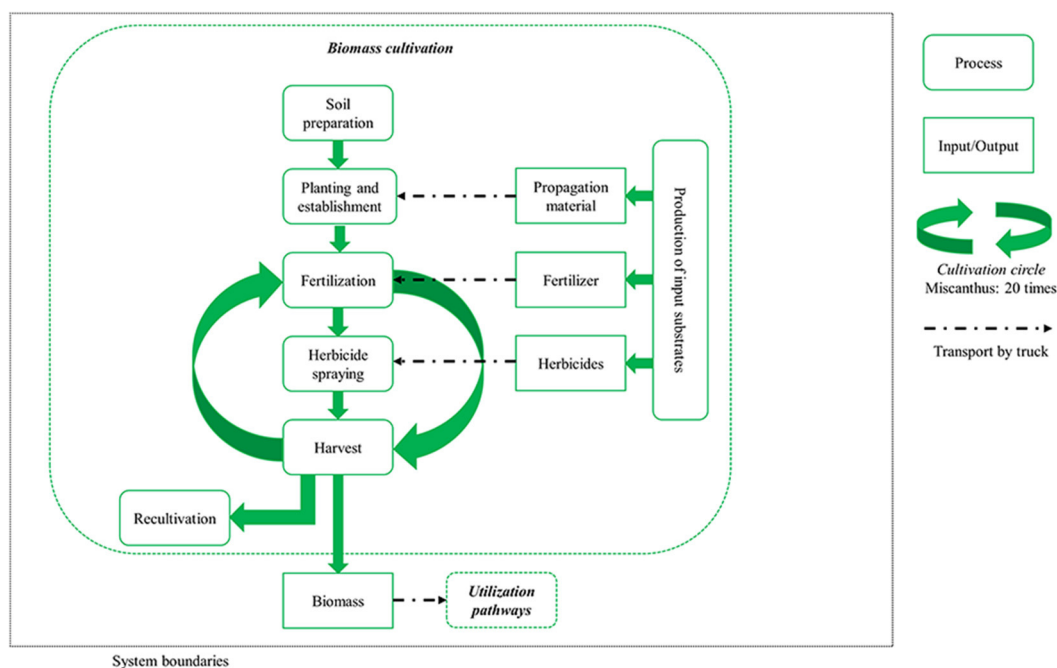 Biomass cultivation
Soil
preparation
Planting and
establishment
Propagation
material
Fertilization
Fertilizer
Herbicide
spraying
Herbicides
Production of input substrates
Harvest
Recultivation
Biomass
Utilization
pathways
System boundaries
Process
Input/Output
Cultivation circle
Miscanthus: 20 times
Transport by truck